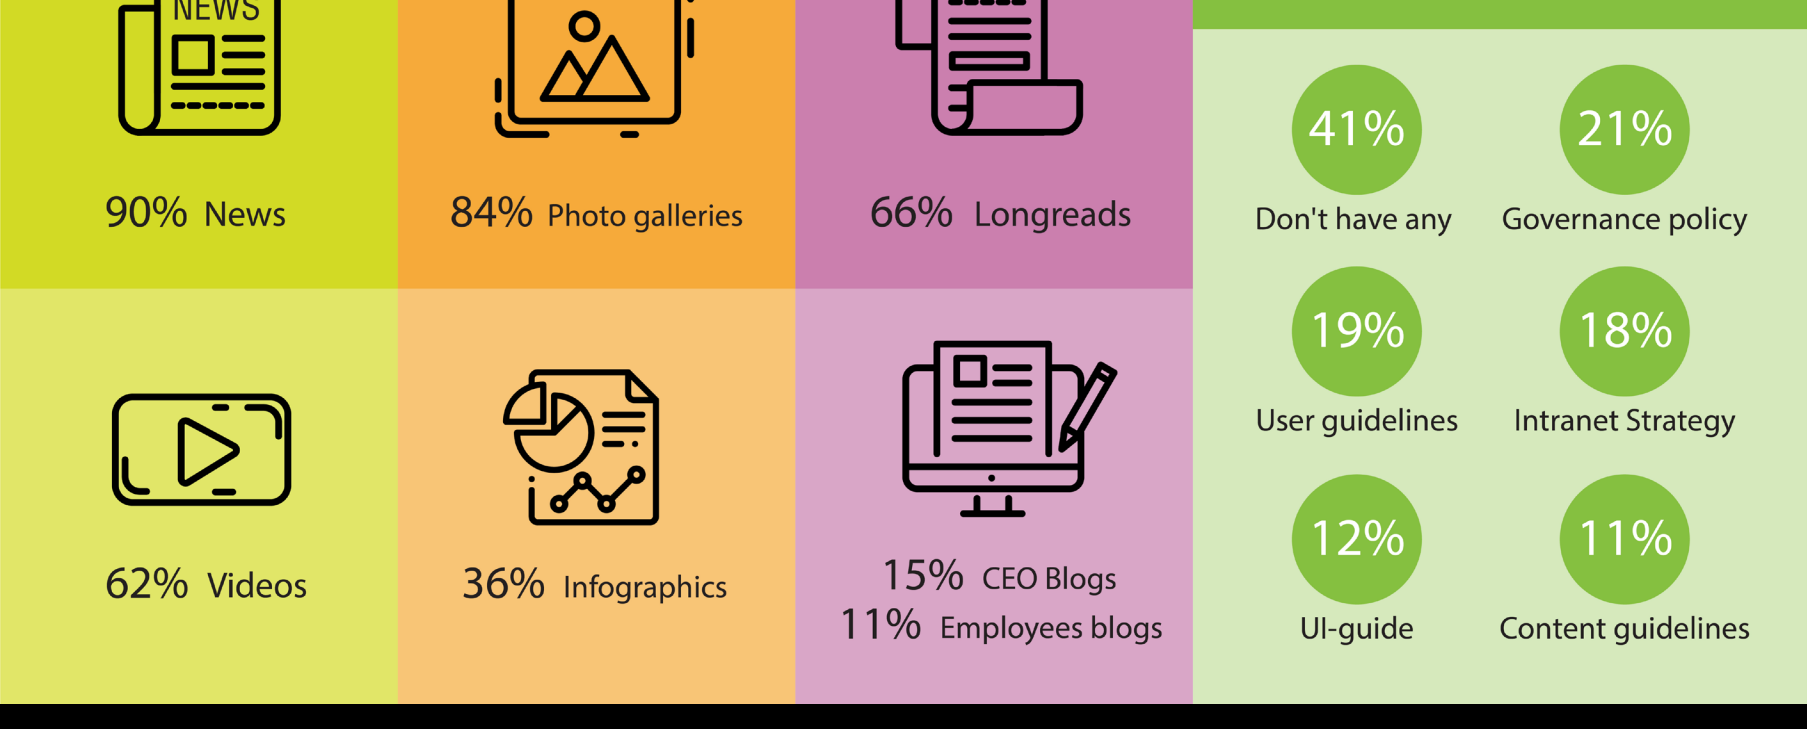 NEWS
90% News
84% Photo galleries
66% Longreads
62% Videos
36% Infographics
15% CEO Blogs
11% Employees blogs
41%
Don't have any
21%
Governance policy
19%
User guidelines
18%
Intranet Strategy
12%
UI-guide
11%
Content guidelines